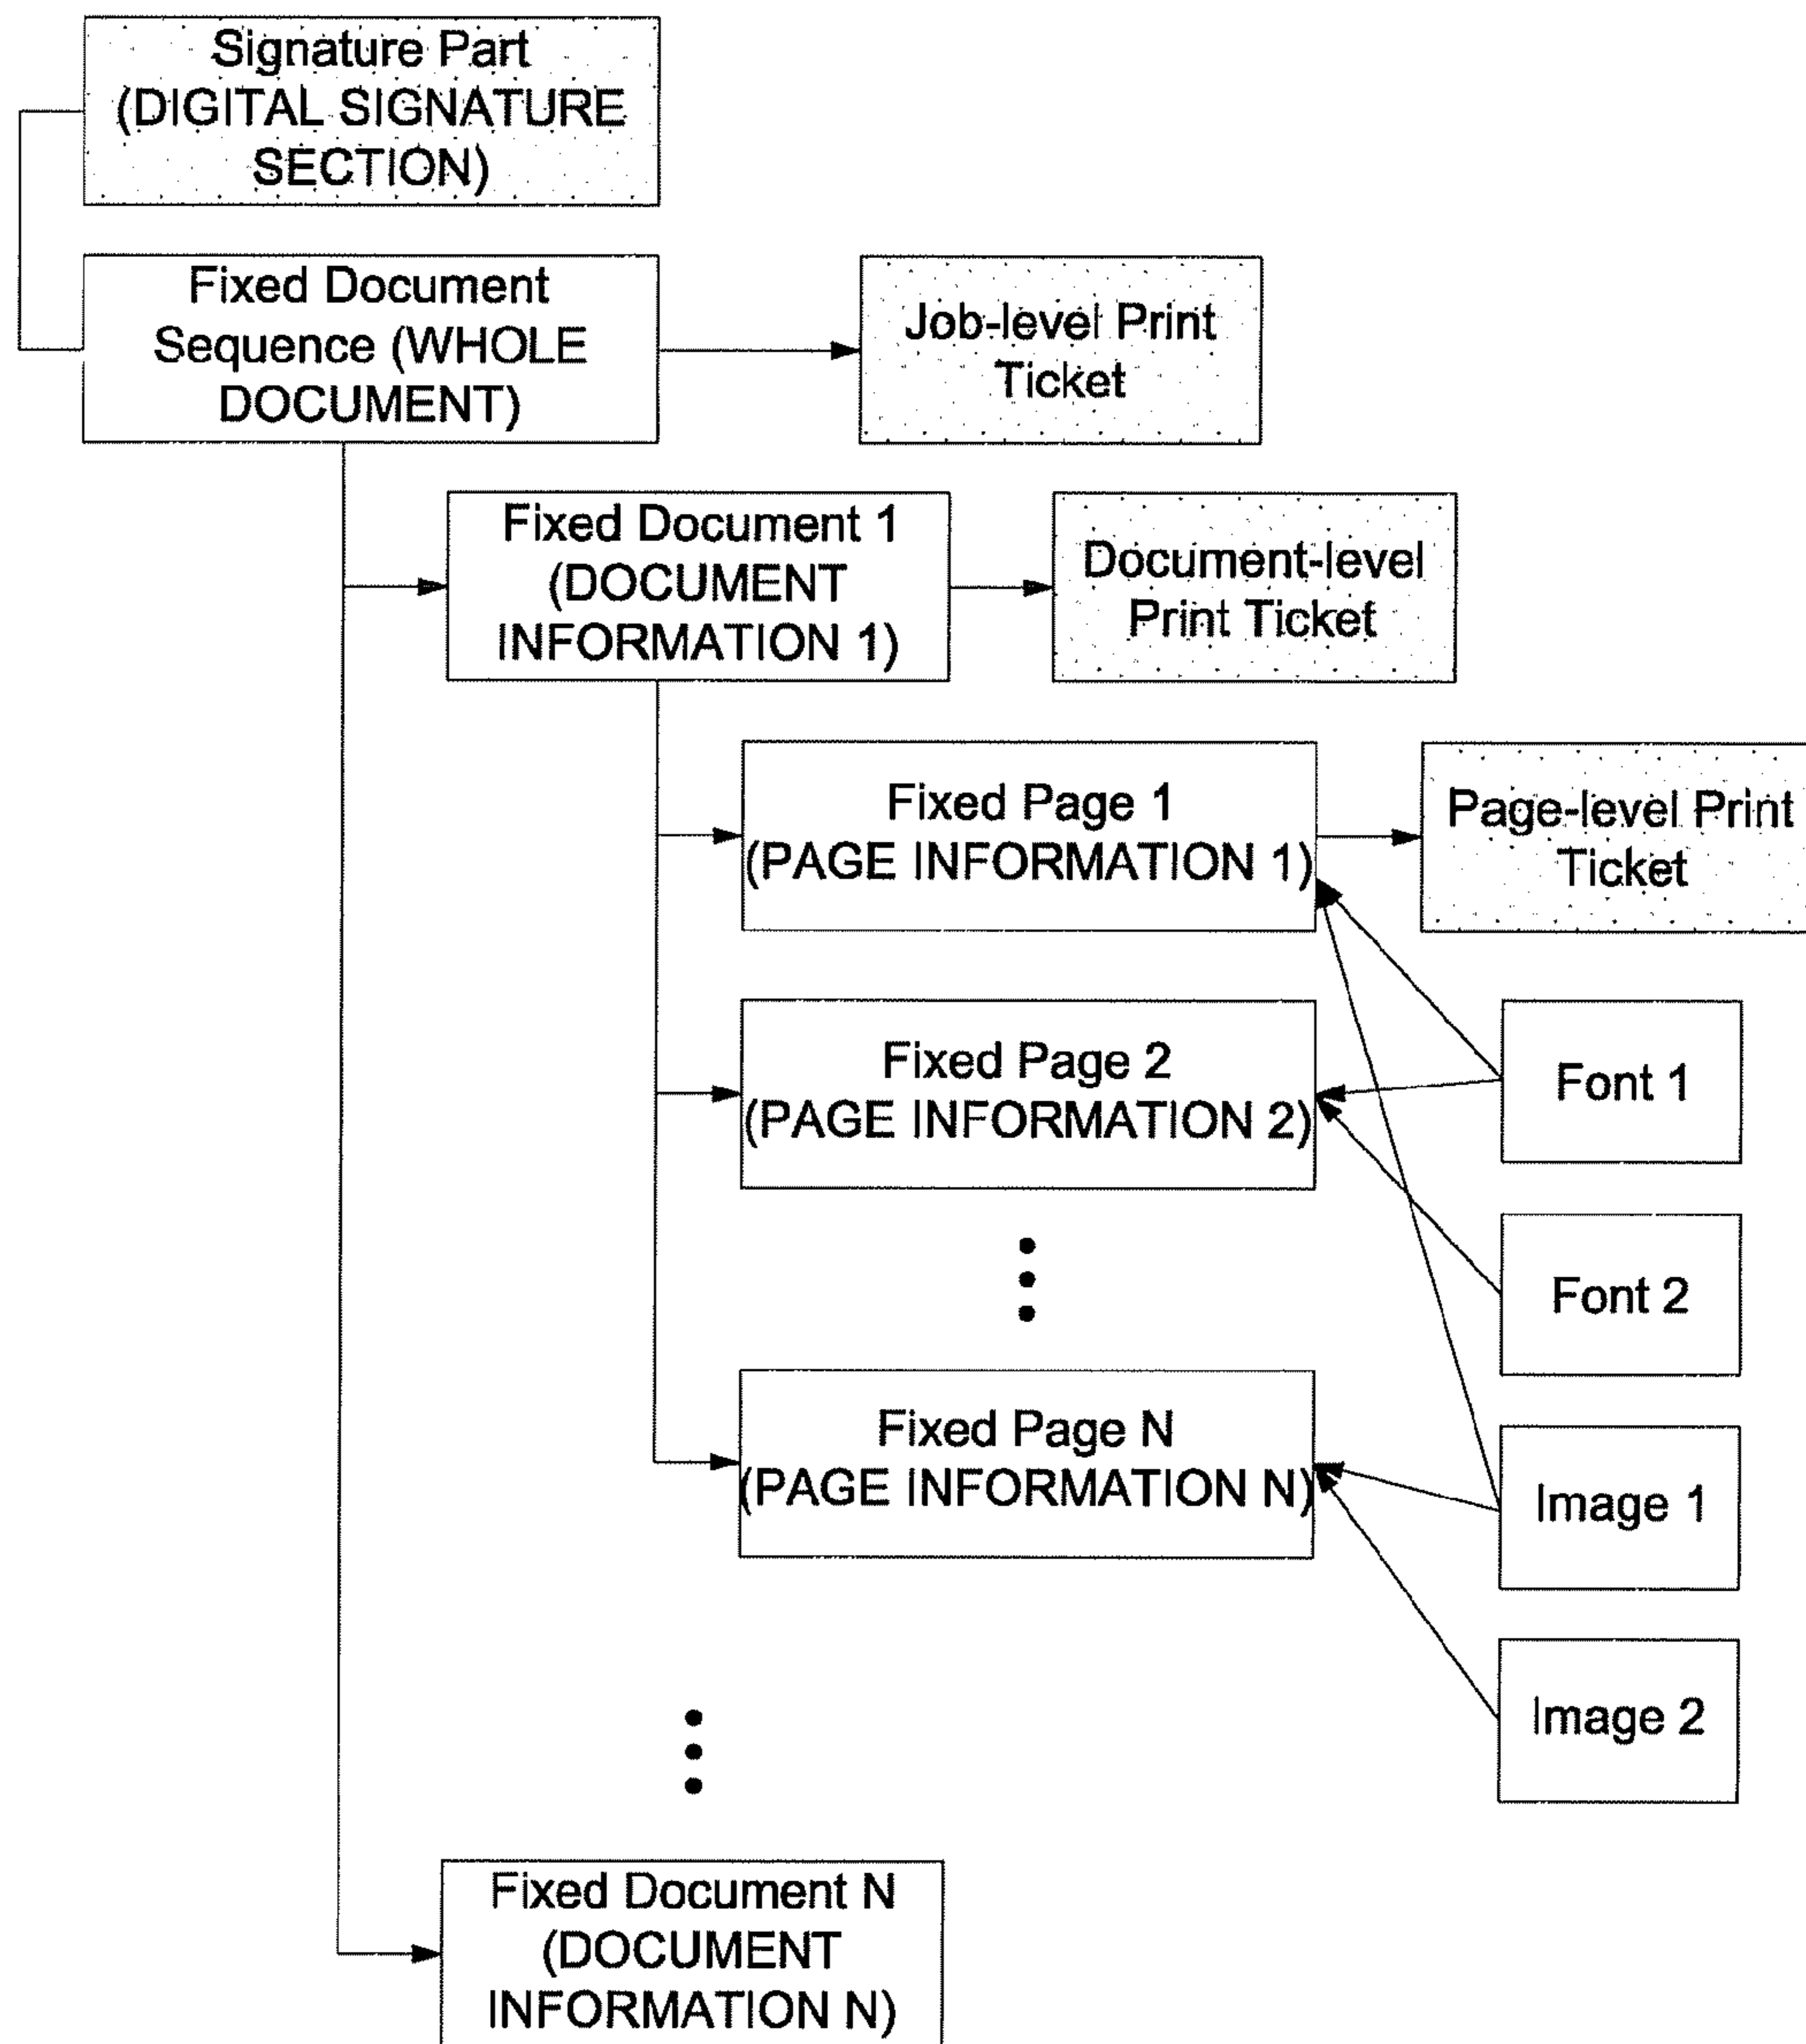 Signature Part
(DIGITAL SIGNATURE
SECTION)
Fixed Document
Sequence (WHOLE
DOCUMENT)
Job-level Print
Ticket
Fixed Document 1
(DOCUMENT
INFORMATION 1)
Document-level
Print Ticket
Fixed Page 1
(PAGE INFORMATION 1)
Page-level Print
Ticket
Fixed Page 2
(PAGE INFORMATION 2)
Font 1
Font 2
Fixed Page N
(PAGE INFORMATION N)
Image 1
Image 2
Fixed Document N
(DOCUMENT
INFORMATION N)